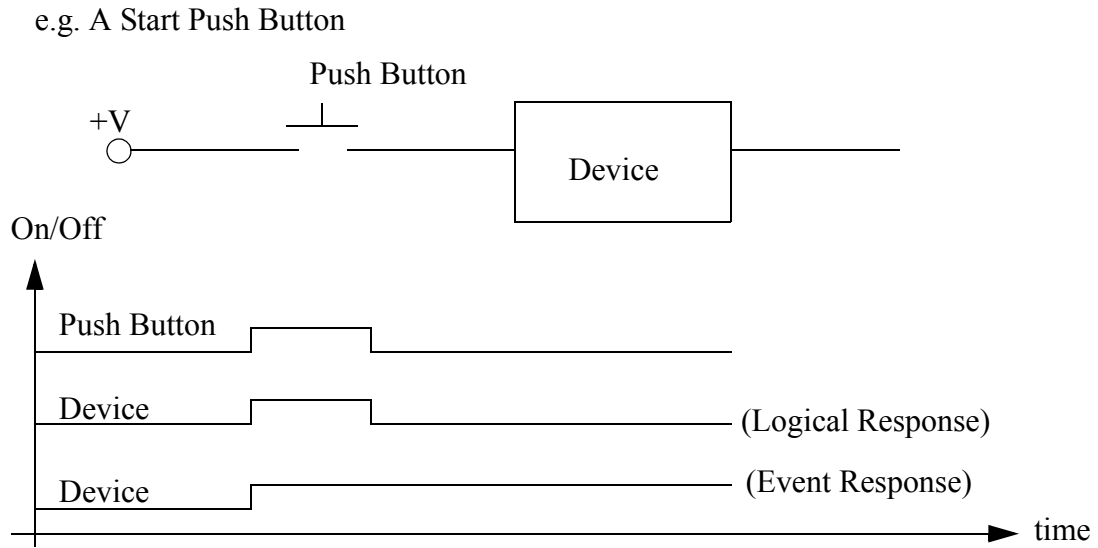 e.g. A Start Push Button
Push Button
+V
Device
On/Off
Push Button
Device
(Logical Response)
Device
(Event Response)
time